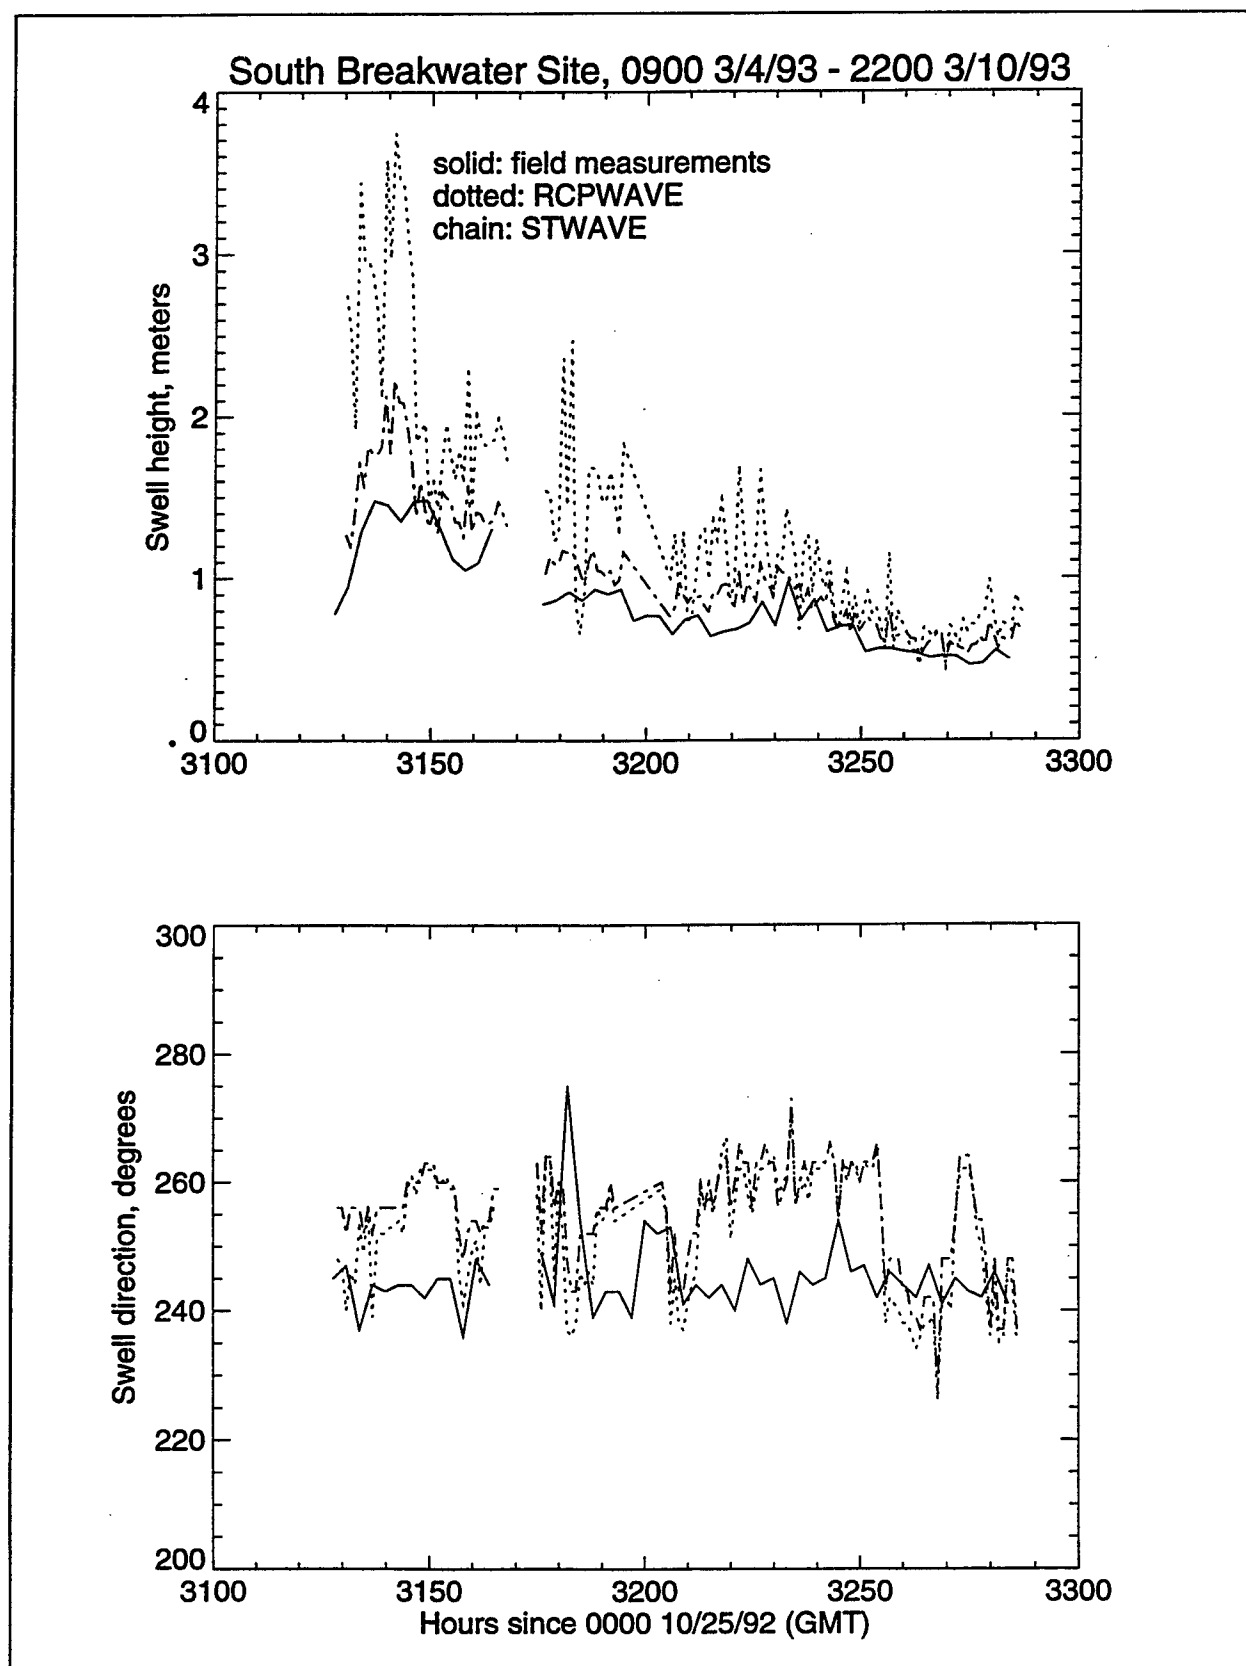 South Breakwater Site, 0900 3/4/93 - 2200 3/10/93
4
solid: field measurements
dotted: RCPWAVE
chain: STWAVE
3
2
1
0
Swell height, meters
3100 3150 3200 3250 3300
300
280
260
240
220
200
Swell direction, degrees
3100 3150 3200 3250 3300
Hours since 0000 10/25/92 (GMT)